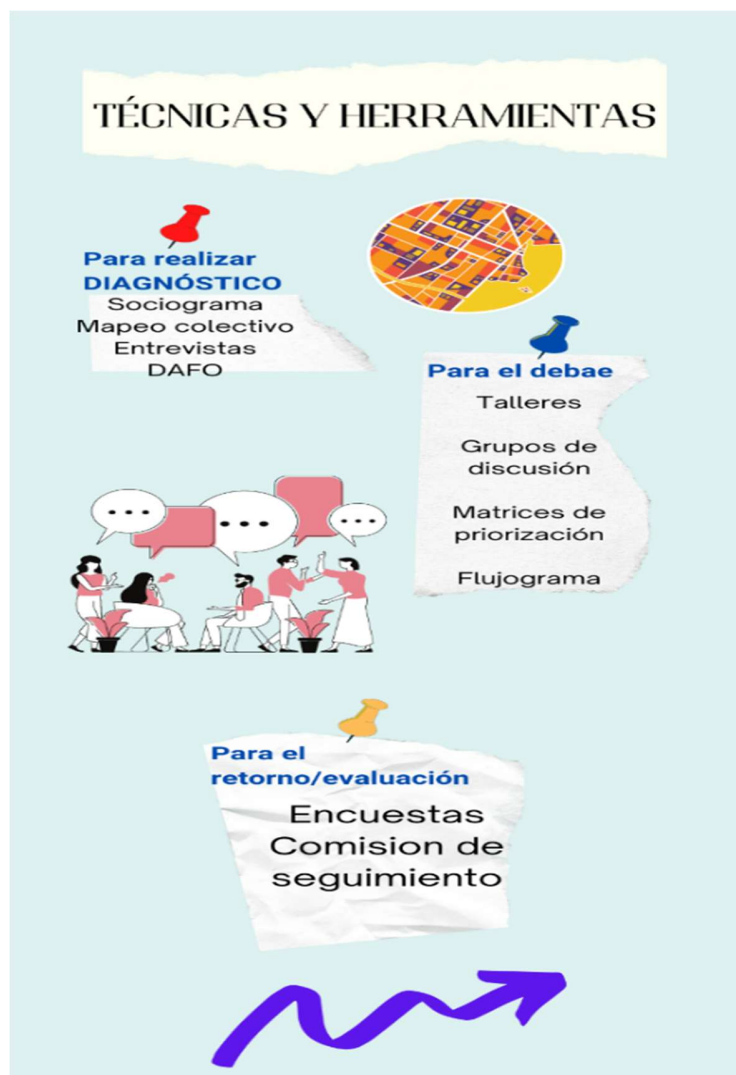 TÉCNICAS Y HERRAMIENTAS
Para realizar
DIAGNÓSTICO
Sociograma
Mapeo colectivo
Entrevistas
DAFO
Para el debae
Talleres
Grupos de
discusión
Matrices de
priorización
Flujograma
Para el
retorno/evaluación
Encuestas
Comision de
seguimiento